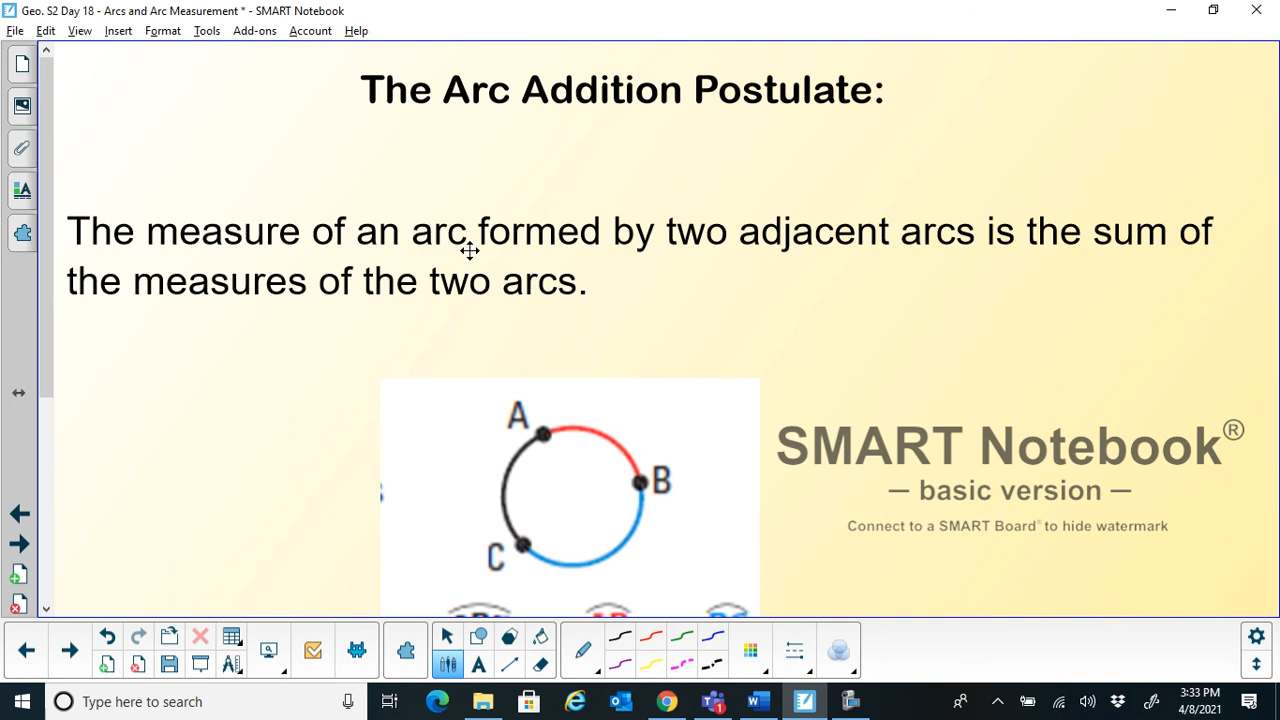 Geo. S2 Day 18 - Arcs and Arc Measurement * - SMART Notebook
File Edit View Insert Format Tools Add-ons Account Help
The Arc Addition Postulate:
The measure of an arc formed by two adjacent arcs is the sum of
the measures of the two arcs.
A
B
C
SMART Notebook®
— basic version —
Connect to a SMART Board® to hide watermark
Type here to search
3:33 PM
4/8/2021